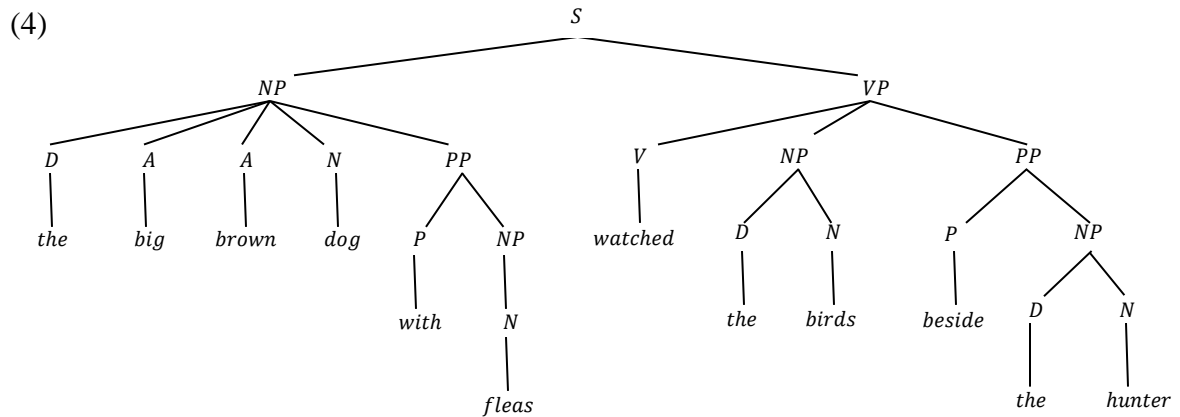 (4) S
NP VP
D A A N PP V NP PP
the big brown dog P NP watched D N P NP
with N the birds beside D N
fleas the hunter